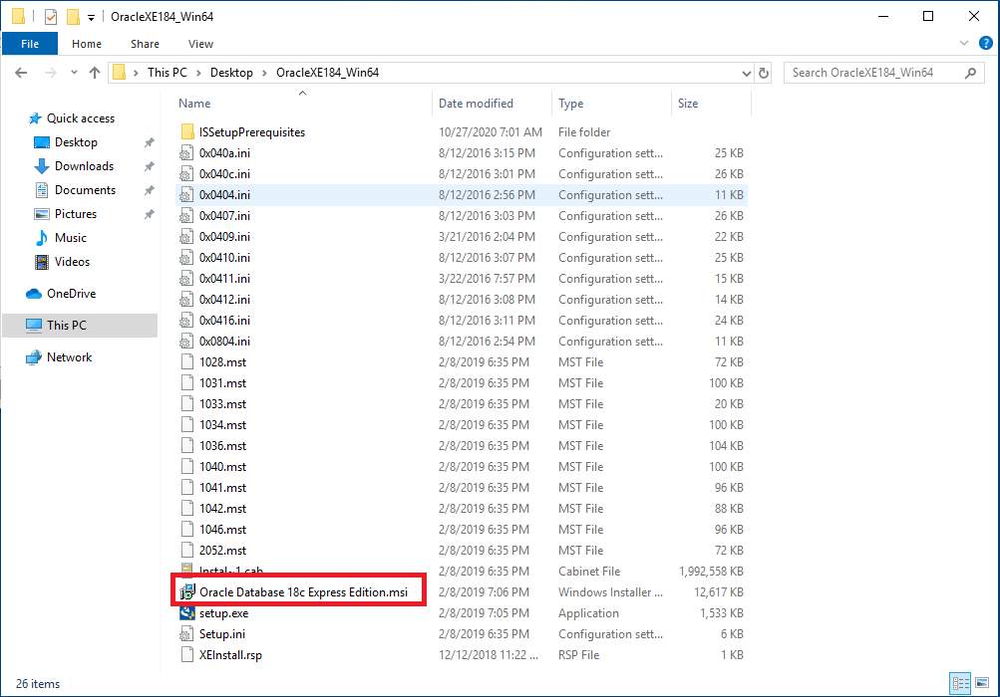 OracleXE184_Win64
File Home Share View
This PC Desktop OracleXE184_Win64
Search OracleXE184_Win64
Name Date modified Type Size
Quick access
Desktop
Downloads
Documents
Pictures
Music
Videos
OneDrive
This PC
Network
ISSetupPrerequisites 10/27/2020 7:01 AM File folder
0x040a.ini 8/12/2016 3:15 PM Configuration sett... 25 KB
0x040c.ini 8/12/2016 3:01 PM Configuration sett... 26 KB
0x0404.ini 8/12/2016 2:56 PM Configuration sett... 11 KB
0x0407.ini 8/12/2016 3:03 PM Configuration sett... 26 KB
0x0409.ini 3/21/2016 2:04 PM Configuration sett... 22 KB
0x0410.ini 8/12/2016 3:07 PM Configuration sett... 25 KB
0x0411.ini 3/22/2016 7:57 PM Configuration sett... 15 KB
0x0412.ini 8/12/2016 3:08 PM Configuration sett... 14 KB
0x0416.ini 8/12/2016 3:11 PM Configuration sett... 24 KB
0x0804.ini 8/12/2016 2:54 PM Configuration sett... 11 KB
1028.mst 2/8/2019 6:35 PM MST File 72 KB
1031.mst 2/8/2019 6:35 PM MST File 100 KB
1033.mst 2/8/2019 6:35 PM MST File 20 KB
1034.mst 2/8/2019 6:35 PM MST File 100 KB
1036.mst 2/8/2019 6:35 PM MST File 104 KB
1040.mst 2/8/2019 6:35 PM MST File 100 KB
1041.mst 2/8/2019 6:35 PM MST File 96 KB
1042.mst 2/8/2019 6:35 PM MST File 88 KB
1046.mst 2/8/2019 6:35 PM MST File 96 KB
2052.mst 2/8/2019 6:35 PM MST File 72 KB
Instal~1.cab 2/8/2019 6:35 PM Cabinet File 1,992,558 KB
Oracle Database 18c Express Edition.msi 2/8/2019 7:06 PM Windows Installer ... 12,617 KB
setup.exe 2/8/2019 7:05 PM Application 1,533 KB
Setup.ini 2/8/2019 6:35 PM Configuration sett... 6 KB
XEInstall.rsp 12/12/2018 11:22 ... RSP File 1 KB
26 items